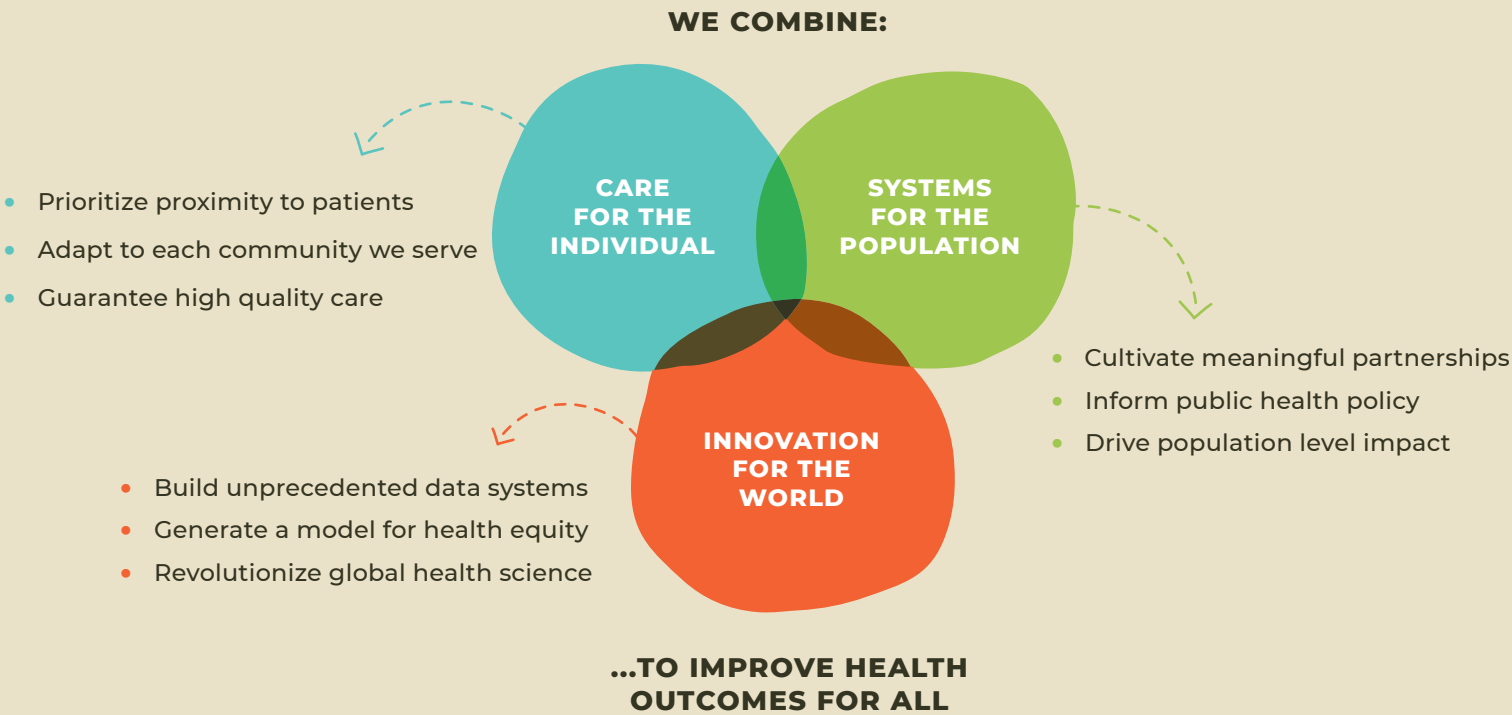 WE COMBINE:
CARE
FOR THE
INDIVIDUAL
SYSTEMS
FOR THE
POPULATION
Prioritize proximity to patients
Adapt to each community we serve
Guarantee high quality care
Cultivate meaningful partnerships
Inform public health policy
Drive population level impact
INNOVATION
FOR THE
WORLD
Build unprecedented data systems
Generate a model for health equity
Revolutionize global health science
...TO IMPROVE HEALTH
OUTCOMES FOR ALL